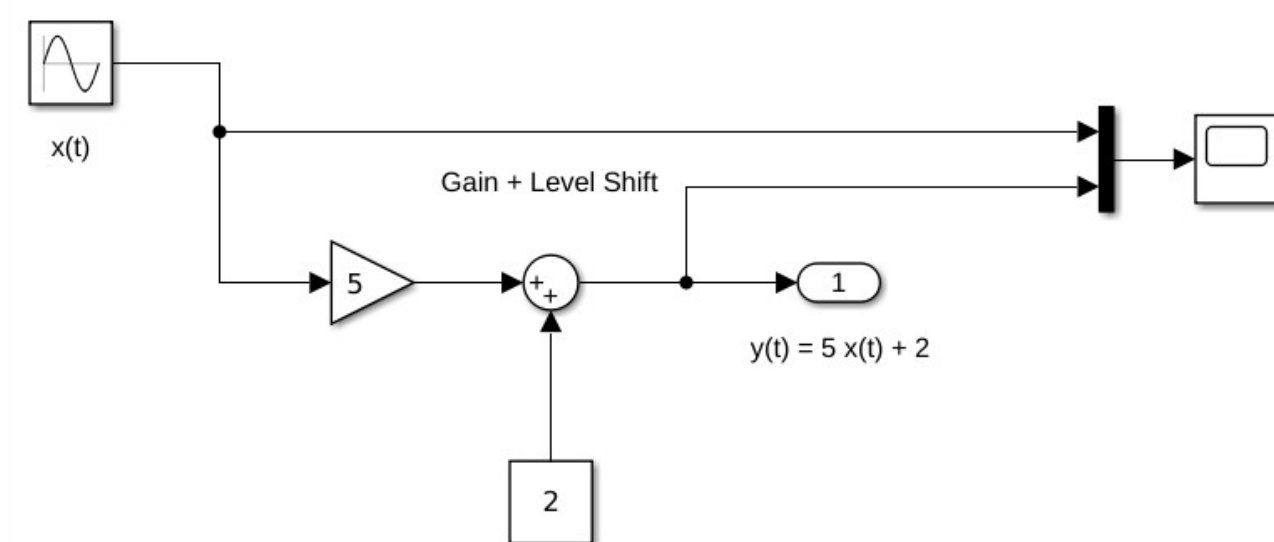 x(t)
Gain + Level Shift
5
+
+
1
y(t) = 5 x(t) + 2
2